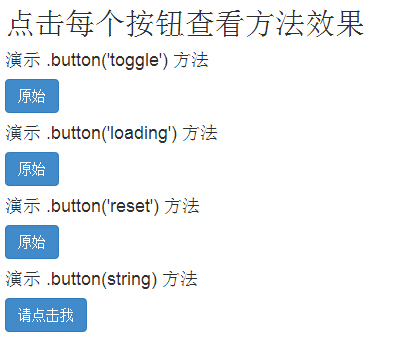 点击每个按钮查看方法效果
演示 .button('toggle') 方法
原始
演示 .button('loading') 方法
原始
演示 .button('reset') 方法
原始
演示 .button(string) 方法
请点击我